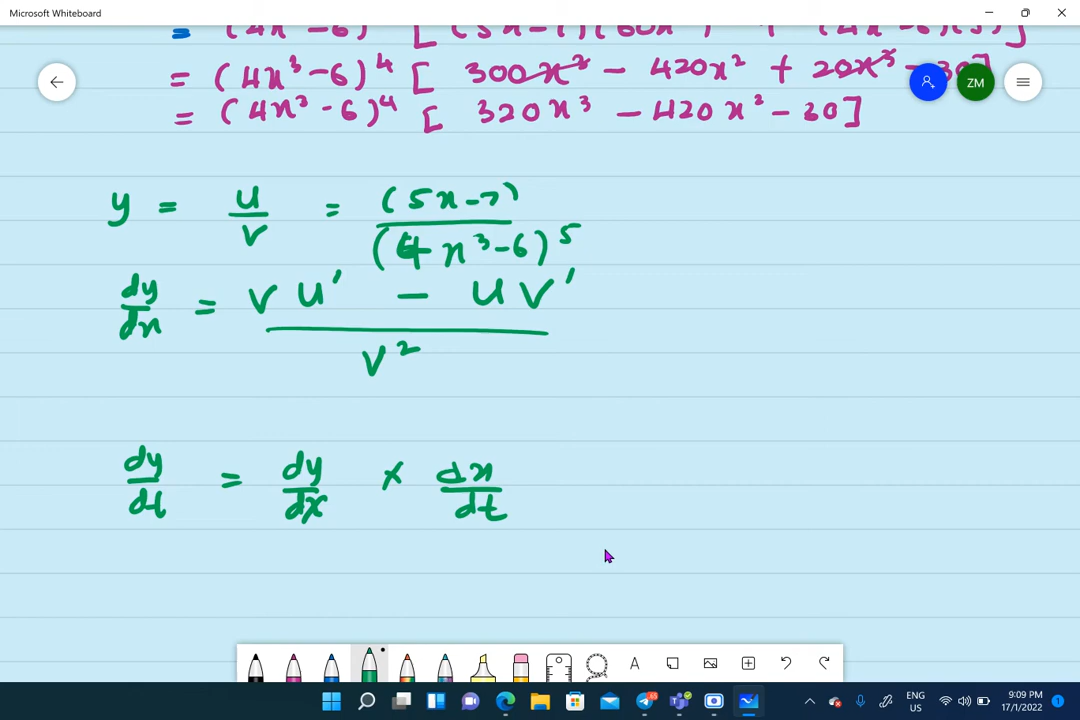 Microsoft Whiteboard
= (4x³-6)⁴ [ 300x³ - 420x² + 20x³ - 30]
= (4x³-6)⁴ [ 320x³ - 420x² - 30]
ZM
y = u/v = (5x-7)/(4x³-6)⁵
dy/dx = (vu' - uv')/v²
dy/dt = dy/dx × dx/dt
A
ENG
US
9:09 PM
17/1/2022